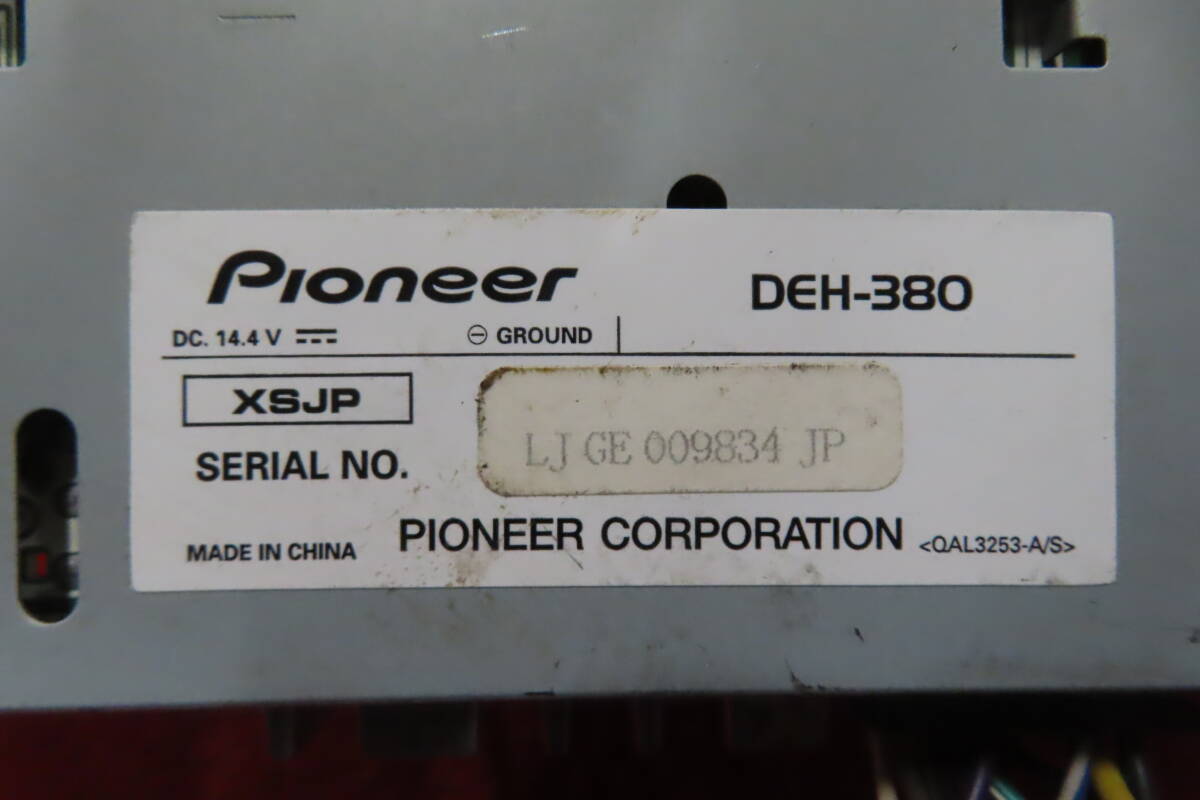 Pioneer DEH-380
DC. 14.4 V ⎓ ⊖ GROUND
XSJP
SERIAL NO. LJ GE 009834 JP
MADE IN CHINA PIONEER CORPORATION <QAL3253-A/S>